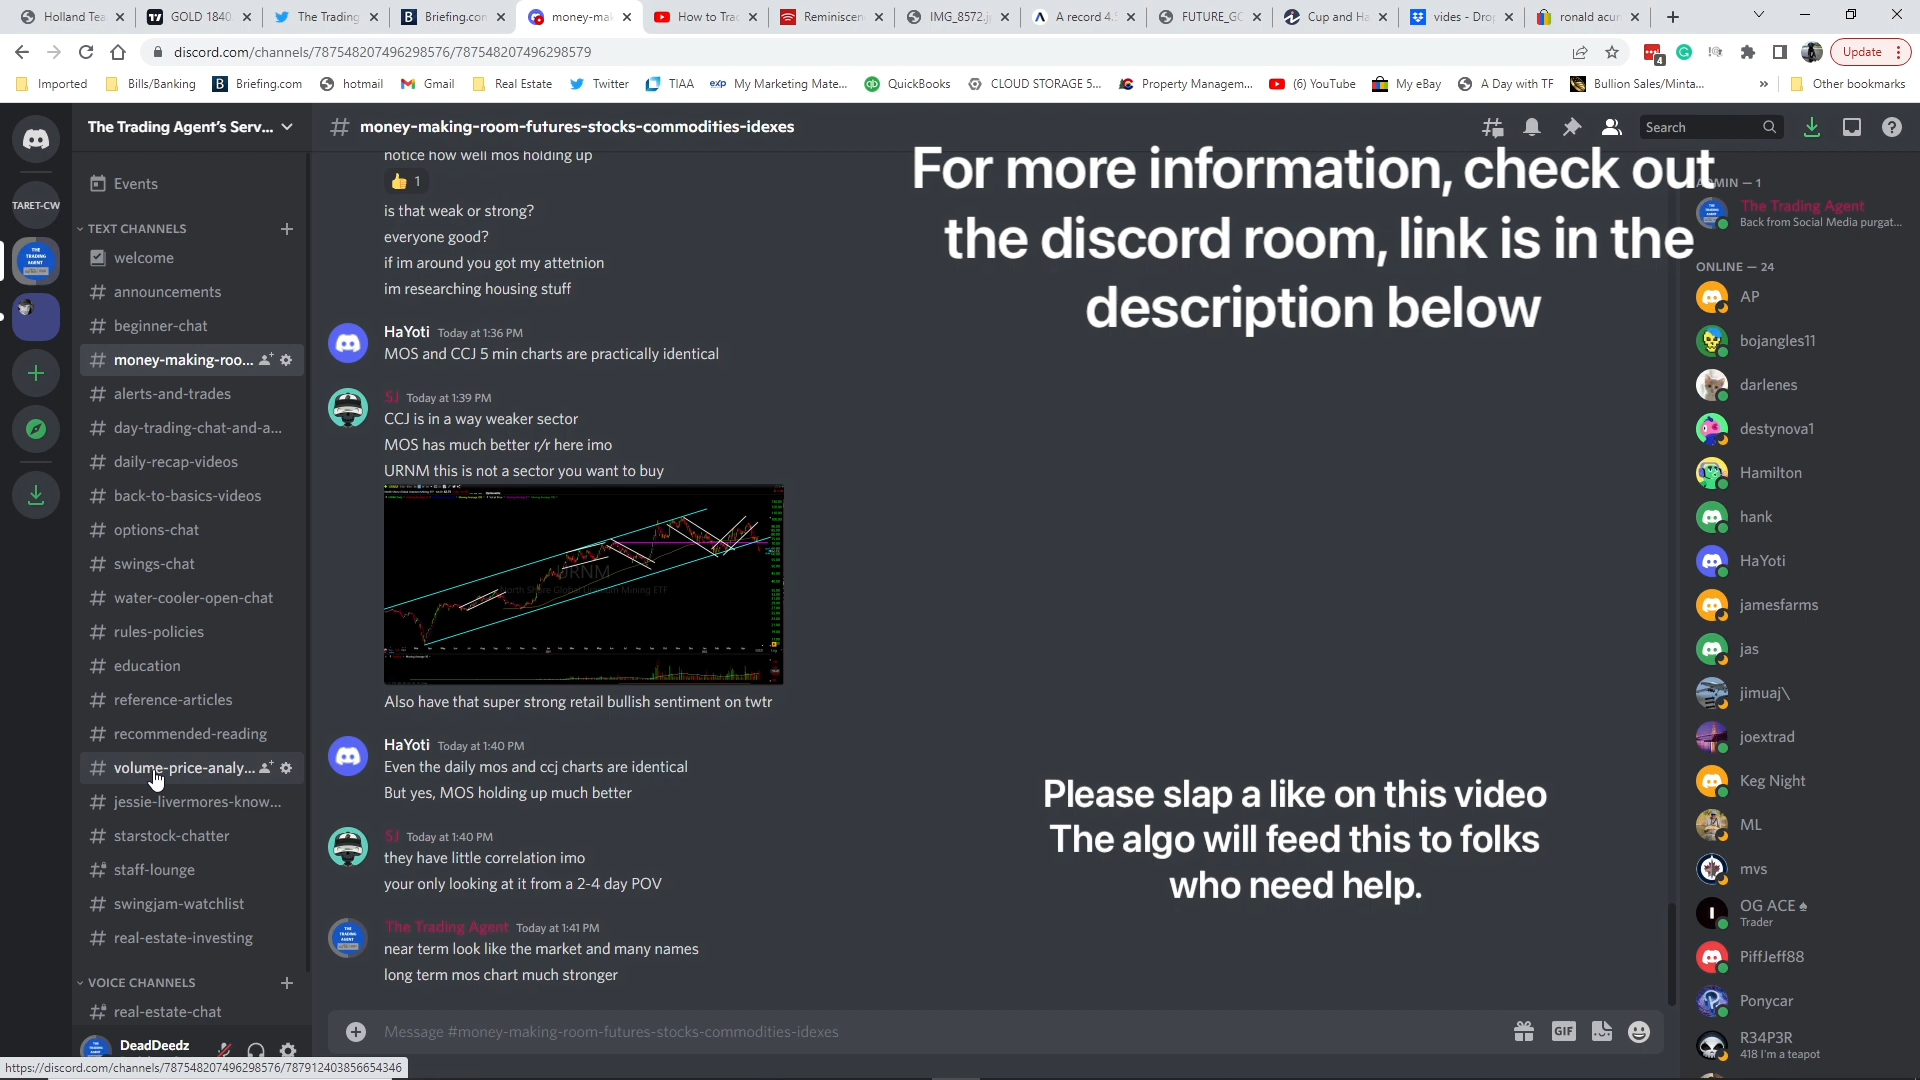 Holland Tea
GOLD 1840.
The Trading
Briefing.con
money-mak
How to Trac
Reminiscen
IMG_8572.j
A record 4.
FUTURE_GC
Cup and Ha
vides - Drop
ronald acun
discord.com/channels/787548207496298576/787548207496298579
4
Update
Imported
Bills/Banking
Briefing.com
hotmail
Gmail
Real Estate
Twitter
TIAA
My Marketing Mate...
QuickBooks
CLOUD STORAGE 5...
Property Managem...
(6) YouTube
My eBay
A Day with TF
Bullion Sales/Minta...
Other bookmarks
TARET-CW
The Trading Agent's Serv...
Events
TEXT CHANNELS
welcome
# announcements
# beginner-chat
# money-making-roo...
# alerts-and-trades
# day-trading-chat-and-a...
# daily-recap-videos
# back-to-basics-videos
# options-chat
# swings-chat
# water-cooler-open-chat
# rules-policies
# education
# reference-articles
# recommended-reading
# volume-price-analy...
# jessie-livermores-know...
# starstock-chatter
# staff-lounge
# swingjam-watchlist
# real-estate-investing
VOICE CHANNELS
# real-estate-chat
DeadDeedz
https://discord.com/channels/787548207496298576/787912403856654346
# money-making-room-futures-stocks-commodities-idexes
Search
notice how well mos holding up
1
is that weak or strong?
everyone good?
if im around you got my attetnion
im researching housing stuff
HaYoti Today at 1:36 PM
MOS and CCJ 5 min charts are practically identical
SJ Today at 1:39 PM
CCJ is in a way weaker sector
MOS has much better r/r here imo
URNM this is not a sector you want to buy
URNM
Also have that super strong retail bullish sentiment on twtr
HaYoti Today at 1:40 PM
Even the daily mos and ccj charts are identical
But yes, MOS holding up much better
SJ Today at 1:40 PM
they have little correlation imo
your only looking at it from a 2-4 day POV
The Trading Agent Today at 1:41 PM
near term look like the market and many names
long term mos chart much stronger
Message #money-making-room-futures-stocks-commodities-idexes
GIF
For more information, check out
the discord room, link is in the
description below
Please slap a like on this video
The algo will feed this to folks
who need help.
ADMIN — 1
The Trading Agent
Back from Social Media purgat...
ONLINE — 24
AP
bojangles11
darlenes
destynova1
Hamilton
hank
HaYoti
jamesfarms
jas
jimuaj\
joextrad
Keg Night
ML
mvs
OG ACE ♠
Trader
PiffJeff88
Ponycar
R34P3R
418 I'm a teapot